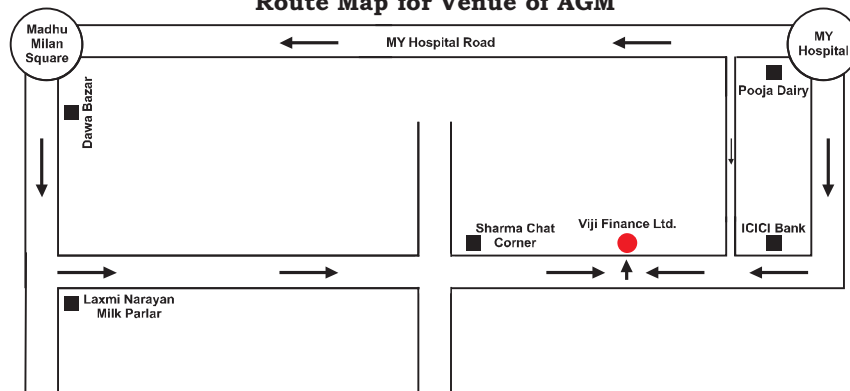 Route Map for Venue of AGM
Madhu
Milan
Square
MY Hospital Road
MY
Hospital
Dawa Bazar
Pooja Dairy
Sharma Chat
Corner
Viji Finance Ltd.
ICICI Bank
Laxmi Narayan
Milk Parlar